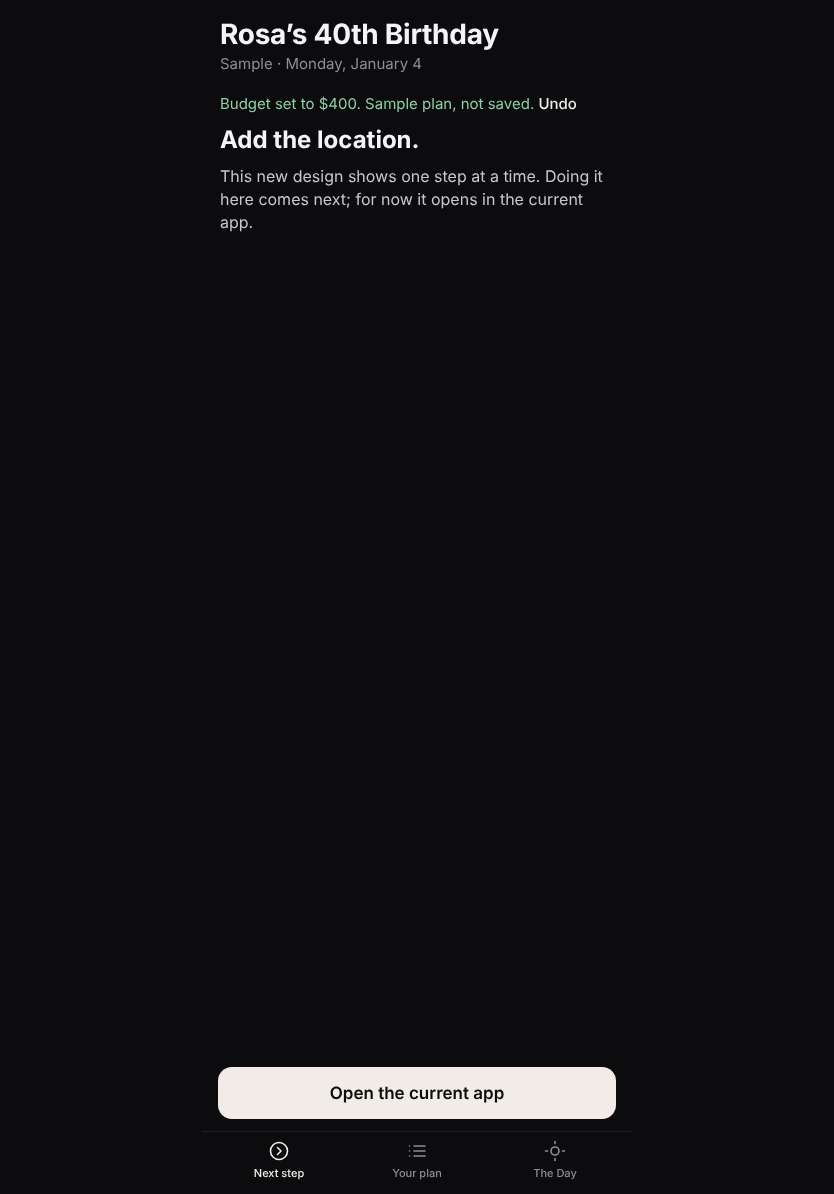 Rosa’s 40th Birthday
Sample · Monday, January 4
Budget set to $400. Sample plan, not saved. Undo
Add the location.
This new design shows one step at a time. Doing it
here comes next; for now it opens in the current
app.
Open the current app
Next step
Your plan
The Day